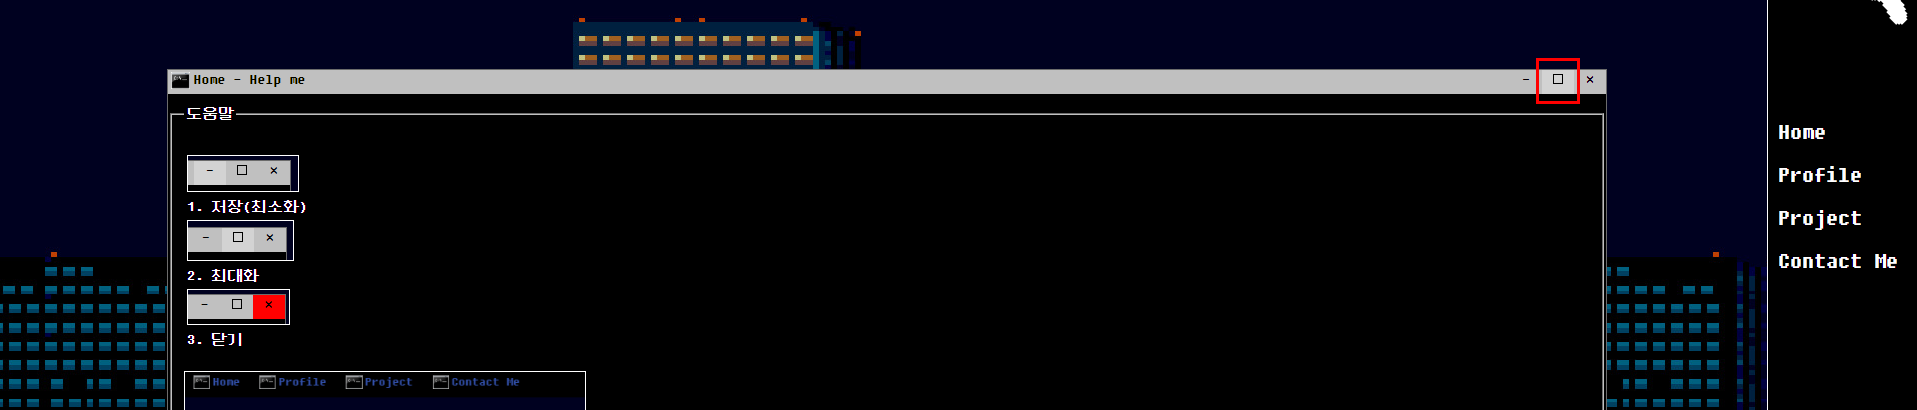 Home - Help me
도움말
1. 저장(최소화)
2. 최대화
3. 닫기
Home Profile Project Contact Me
Home
Profile
Project
Contact Me